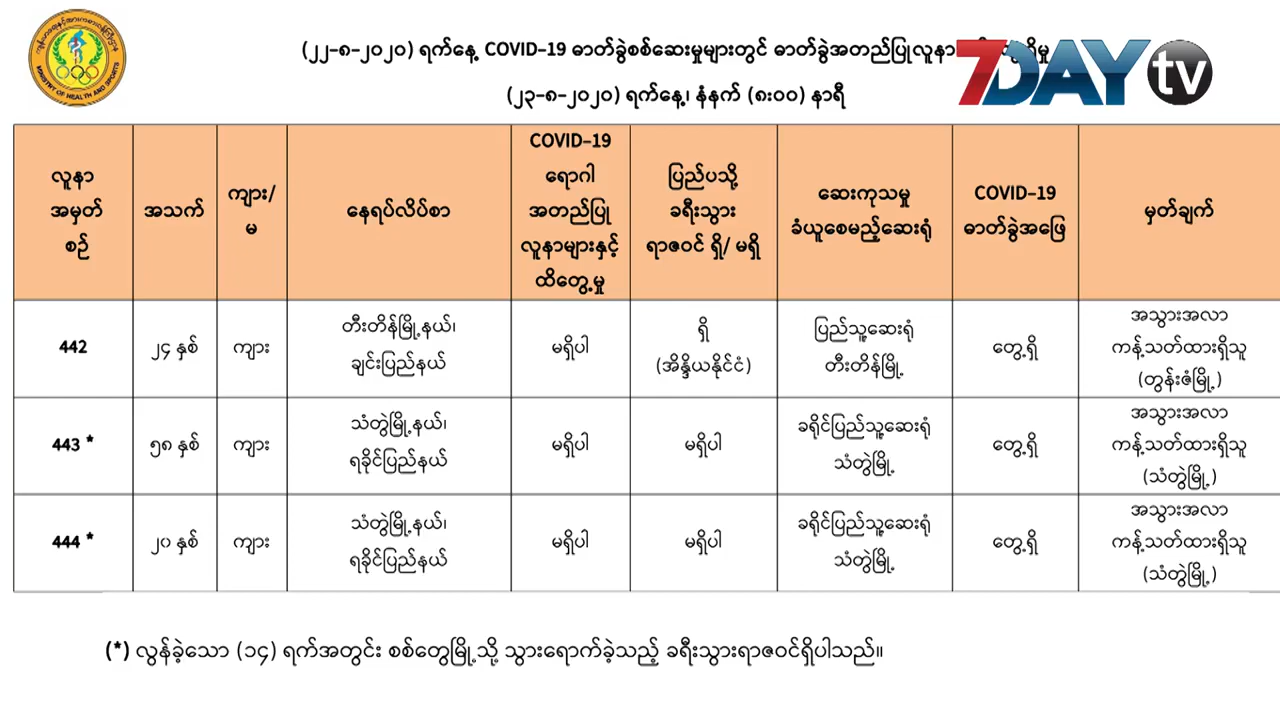 (၂၂-၈-၂၀၂၀) ရက်နေ့ COVID-19 ဓာတ်ခွဲစစ်ဆေးမှုများတွင် ဓာတ်ခွဲအတည်ပြုလူနာ
7DAY tv
(၂၃-၈-၂၀၂၀) ရက်နေ့၊ နံနက် (၈း၀၀) နာရီ
MINISTRY OF HEALTH AND SPORTS
လူနာ
အမှတ်
စဉ်
အသက်
ကျား/
မ
နေရပ်လိပ်စာ
COVID-19
ရောဂါ
အတည်ပြု
လူနာများနှင့်
ထိတွေ့မှု
ပြည်ပသို့
ခရီးသွား
ရာဇဝင် ရှိ/ မရှိ
ဆေးကုသမှု
ခံယူစေမည့်ဆေးရုံ
COVID-19
ဓာတ်ခွဲအဖြေ
မှတ်ချက်
442
၂၄ နှစ်
ကျား
တီးတိန်မြို့နယ်၊
ချင်းပြည်နယ်
မရှိပါ
ရှိ
(အိန္ဒိယနိုင်ငံ)
ပြည်သူ့ဆေးရုံ
တီးတိန်မြို့
တွေ့ရှိ
အသွားအလာ
ကန့်သတ်ထားရှိသူ
(တွန်းဇံမြို့)
443 *
၅၈ နှစ်
ကျား
သံတွဲမြို့နယ်၊
ရခိုင်ပြည်နယ်
မရှိပါ
မရှိပါ
ခရိုင်ပြည်သူ့ဆေးရုံ
သံတွဲမြို့
တွေ့ရှိ
အသွားအလာ
ကန့်သတ်ထားရှိသူ
(သံတွဲမြို့)
444 *
၂၀ နှစ်
ကျား
သံတွဲမြို့နယ်၊
ရခိုင်ပြည်နယ်
မရှိပါ
မရှိပါ
ခရိုင်ပြည်သူ့ဆေးရုံ
သံတွဲမြို့
တွေ့ရှိ
အသွားအလာ
ကန့်သတ်ထားရှိသူ
(သံတွဲမြို့)
(*) လွန်ခဲ့သော (၁၄) ရက်အတွင်း စစ်တွေမြို့သို့ သွားရောက်ခဲ့သည့် ခရီးသွားရာဇဝင်ရှိပါသည်။